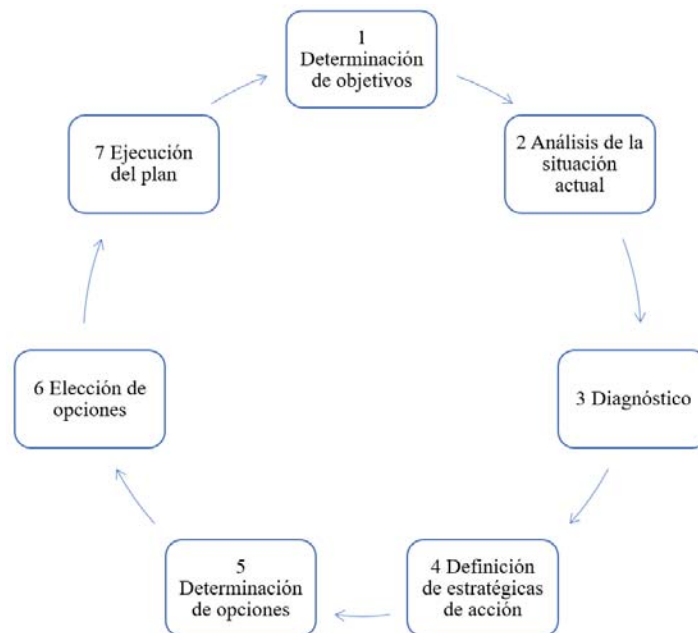 1
Determinación
de objetivos
2 Análisis de la
situación
actual
3 Diagnóstico
4 Definición
de estratégicas
de acción
5
Determinación
de opciones
6 Elección de
opciones
7 Ejecución
del plan